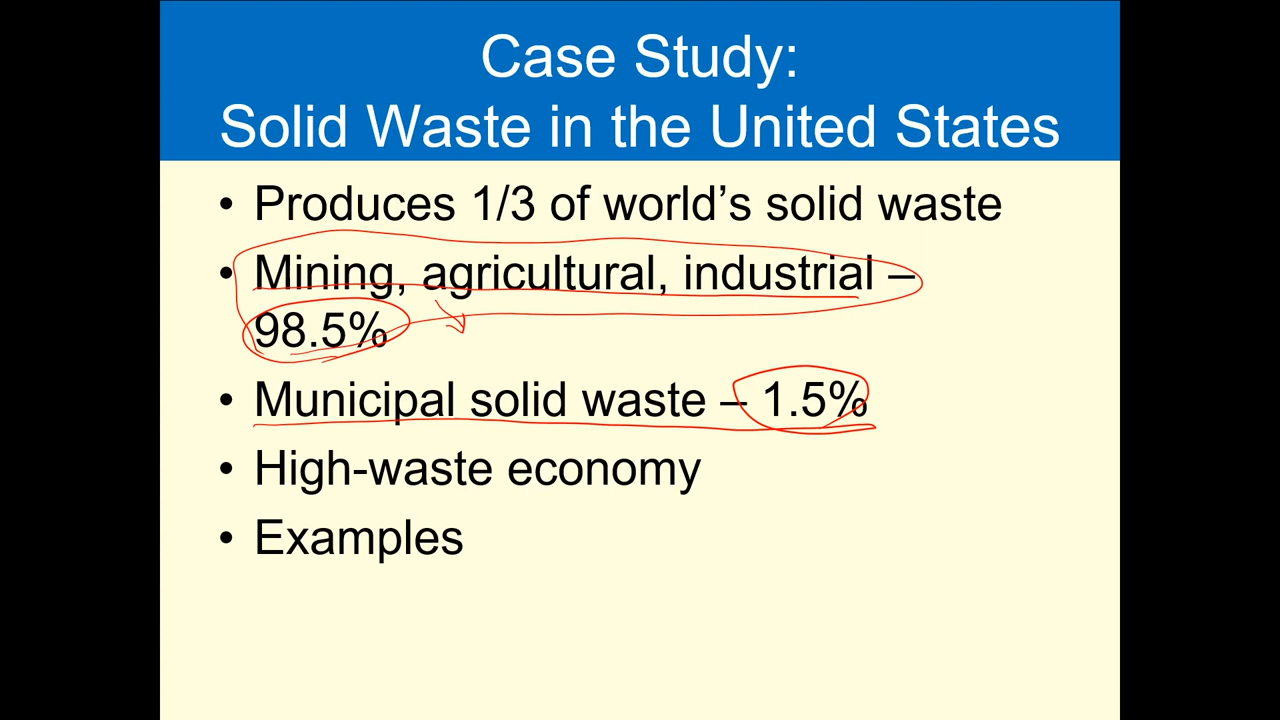 Case Study:
Solid Waste in the United States
• Produces 1/3 of world’s solid waste
• Mining, agricultural, industrial –
98.5%
• Municipal solid waste – 1.5%
• High-waste economy
• Examples